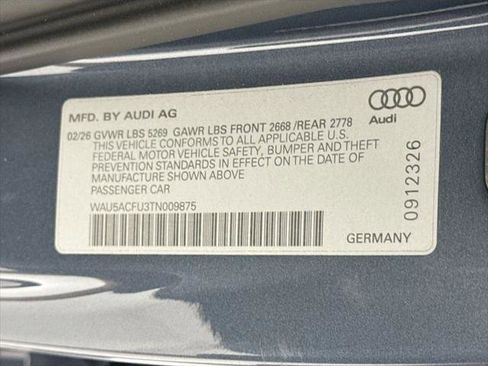 MFD. BY AUDI AG
02/26 GVWR LBS 5269 GAWR LBS FRONT 2668 /REAR 2778
THIS VEHICLE CONFORMS TO ALL APPLICABLE U.S.
FEDERAL MOTOR VEHICLE SAFETY, BUMPER AND THEFT
PREVENTION STANDARDS IN EFFECT ON THE DATE OF
MANUFACTURE SHOWN ABOVE
PASSENGER CAR
WAU5ACFU3TN009875
GERMANY
Audi
0912326